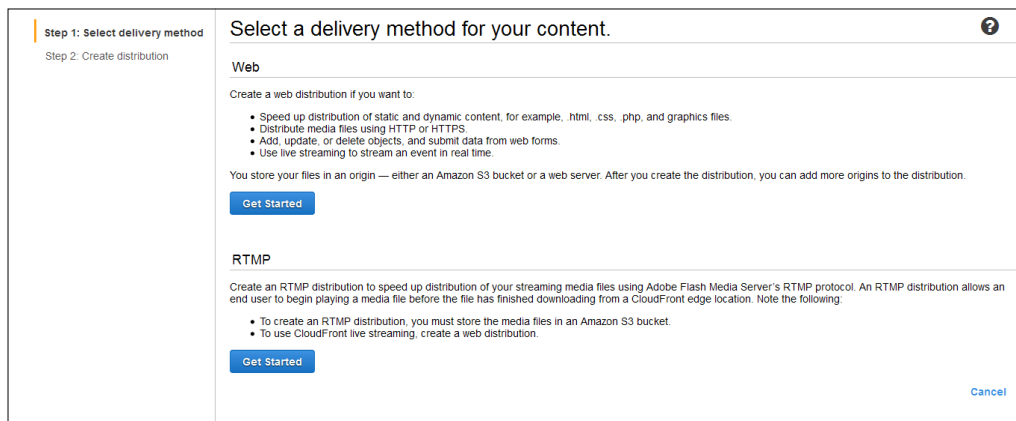 Step 1: Select delivery method
Step 2: Create distribution
Select a delivery method for your content.
?
Web
Create a web distribution if you want to:
• Speed up distribution of static and dynamic content, for example, .html, .css, .php, and graphics files.
• Distribute media files using HTTP or HTTPS.
• Add, update, or delete objects, and submit data from web forms.
• Use live streaming to stream an event in real time.
You store your files in an origin — either an Amazon S3 bucket or a web server. After you create the distribution, you can add more origins to the distribution.
Get Started
RTMP
Create an RTMP distribution to speed up distribution of your streaming media files using Adobe Flash Media Server's RTMP protocol. An RTMP distribution allows an
end user to begin playing a media file before the file has finished downloading from a CloudFront edge location. Note the following:
• To create an RTMP distribution, you must store the media files in an Amazon S3 bucket.
• To use CloudFront live streaming, create a web distribution.
Get Started
Cancel